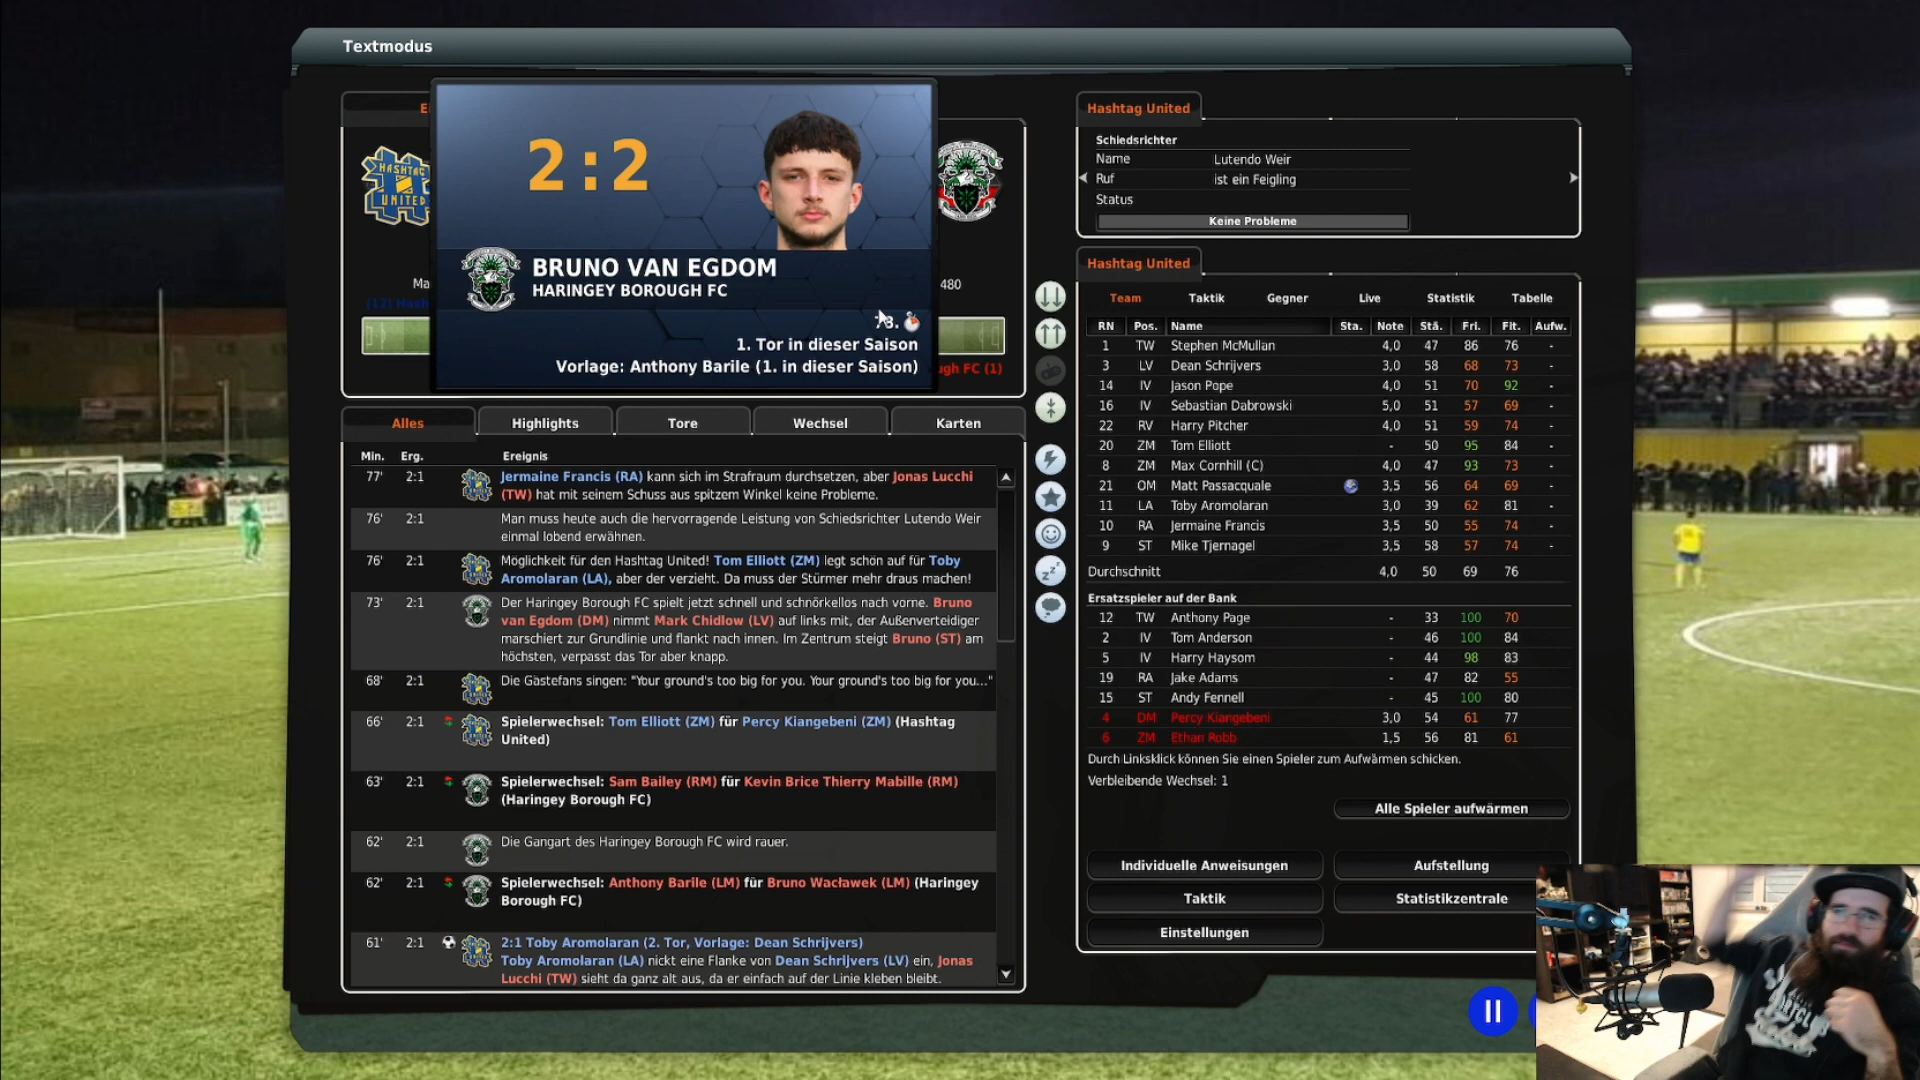 Textmodus
2:2
BRUNO VAN EGDOM
HARINGEY BOROUGH FC
1. Tor in dieser Saison
Vorlage: Anthony Barile (1. in dieser Saison)
HASHTAG
UNITED
Ma
480
ugh FC (1)
Alles Highlights Tore Wechsel Karten
Min. Erg. Ereignis
77' 2:1 Jermaine Francis (RA) kann sich im Strafraum durchsetzen, aber Jonas Lucchi
(TW) hat mit seinem Schuss aus spitzem Winkel keine Probleme.
76' 2:1 Man muss heute auch die hervorragende Leistung von Schiedsrichter Lutendo Weir
einmal lobend erwähnen.
76' 2:1 Möglichkeit für den Hashtag United! Tom Elliott (ZM) legt schön auf für Toby
Aromolaran (LA), aber der verzieht. Da muss der Stürmer mehr draus machen!
73' 2:1 Der Haringey Borough FC spielt jetzt schnell und schnörkellos nach vorne. Bruno
van Egdom (DM) nimmt Mark Chidlow (LV) auf links mit, der Außenverteidiger
marschiert zur Grundlinie und flankt nach innen. Im Zentrum steigt Bruno (ST) am
höchsten, verpasst das Tor aber knapp.
68' 2:1 Die Gästefans singen: "Your ground's too big for you. Your ground's too big for you..."
66' 2:1 Spielerwechsel: Tom Elliott (ZM) für Percy Kiangebeni (ZM) (Hashtag
United)
63' 2:1 Spielerwechsel: Sam Bailey (RM) für Kevin Brice Thierry Mabille (RM)
(Haringey Borough FC)
62' 2:1 Die Gangart des Haringey Borough FC wird rauer.
62' 2:1 Spielerwechsel: Anthony Barile (LM) für Bruno Wacławek (LM) (Haringey
Borough FC)
61' 2:1 2:1 Toby Aromolaran (2. Tor, Vorlage: Dean Schrijvers)
Toby Aromolaran (LA) nickt eine Flanke von Dean Schrijvers (LV) ein, Jonas
Lucchi (TW) sieht da ganz alt aus, da er einfach auf der Linie kleben bleibt.
Hashtag United
Schiedsrichter
Name Lutendo Weir
Ruf ist ein Feigling
Status
Keine Probleme
Hashtag United
Team Taktik Gegner Live Statistik Tabelle
RN Pos. Name Sta. Note Stä. Fri. Fit. Aufw.
1 TW Stephen McMullan 4,0 47 86 76 -
3 LV Dean Schrijvers 3,0 58 68 73 -
14 IV Jason Pope 4,0 51 70 92 -
16 IV Sebastian Dabrowski 5,0 51 57 69 -
22 RV Harry Pitcher 4,0 51 59 74 -
20 ZM Tom Elliott - 50 95 84 -
8 ZM Max Cornhill (C) 4,0 47 93 73 -
21 OM Matt Passacquale 3,5 56 64 69 -
11 LA Toby Aromolaran 3,0 39 62 81 -
10 RA Jermaine Francis 3,5 50 55 74 -
9 ST Mike Tjernagel 3,5 58 57 74 -
Durchschnitt 4,0 50 69 76
Ersatzspieler auf der Bank
12 TW Anthony Page - 33 100 70
2 IV Tom Anderson - 46 100 84
5 IV Harry Haysom - 44 98 83
19 RA Jake Adams - 47 82 55
15 ST Andy Fennell - 45 100 80
4 DM Percy Kiangebeni 3,0 54 61 77
6 ZM Ethan Robb 1,5 56 81 61
Durch Linksklick können Sie einen Spieler zum Aufwärmen schicken.
Verbleibende Wechsel: 1
Alle Spieler aufwärmen
Individuelle Anweisungen Aufstellung
Taktik Statistikzentrale
Einstellungen